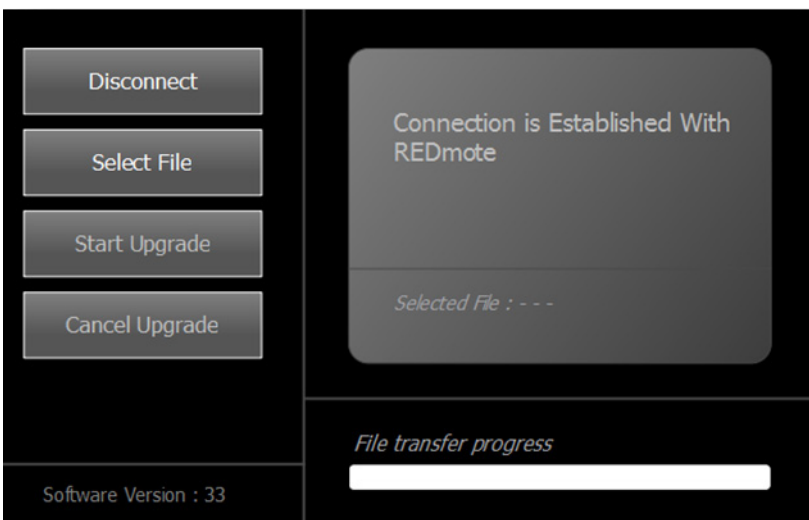 Disconnect
Select File
Start Upgrade
Cancel Upgrade
Software Version : 33
Connection is Established With
REDmote
Selected File : - - -
File transfer progress